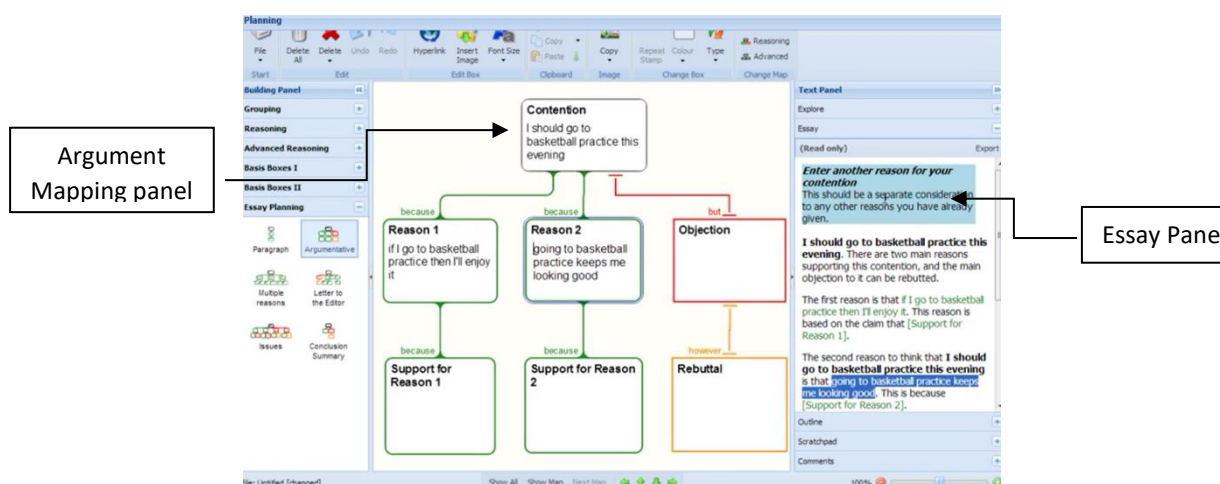 Planning
File
Delete All
Delete
Undo
Redo
Hyperlink
Insert Image
Font Size
Copy
Paste
Copy
Repeat Stamp
Colour
Type
Reasoning
Advanced
Start
Edit
Edit Box
Clipboard
Image
Change Box
Change Map
Building Panel
Grouping
Reasoning
Advanced Reasoning
Basis Boxes I
Basis Boxes II
Essay Planning
Paragraph
Argumentative
Multiple reasons
Letter to the Editor
Issues
Conclusion Summary
Argument
Mapping panel
Contention
I should go to
basketball practice this
evening
because
because
but
Reason 1
if I go to basketball
practice then I'll enjoy
it
Reason 2
going to basketball
practice keeps me
looking good
Objection
because
because
however
Support for
Reason 1
Support for Reason
2
Rebuttal
Text Panel
Explore
Essay
(Read only)
Export
Enter another reason for your
contention
This should be a separate consideration
to any other reasons you have already
given.
I should go to basketball practice this
evening. There are two main reasons
supporting this contention, and the main
objection to it can be rebutted.
The first reason is that if I go to basketball
practice then I'll enjoy it. This reason is
based on the claim that [Support for
Reason 1].
The second reason to think that I should
go to basketball practice this evening
is that going to basketball practice keeps
me looking good. This is because
[Support for Reason 2].
Outline
Scratchpad
Comments
Essay Pane
File: Untitled [changed]
Show All
Show Map
Next Map
100%